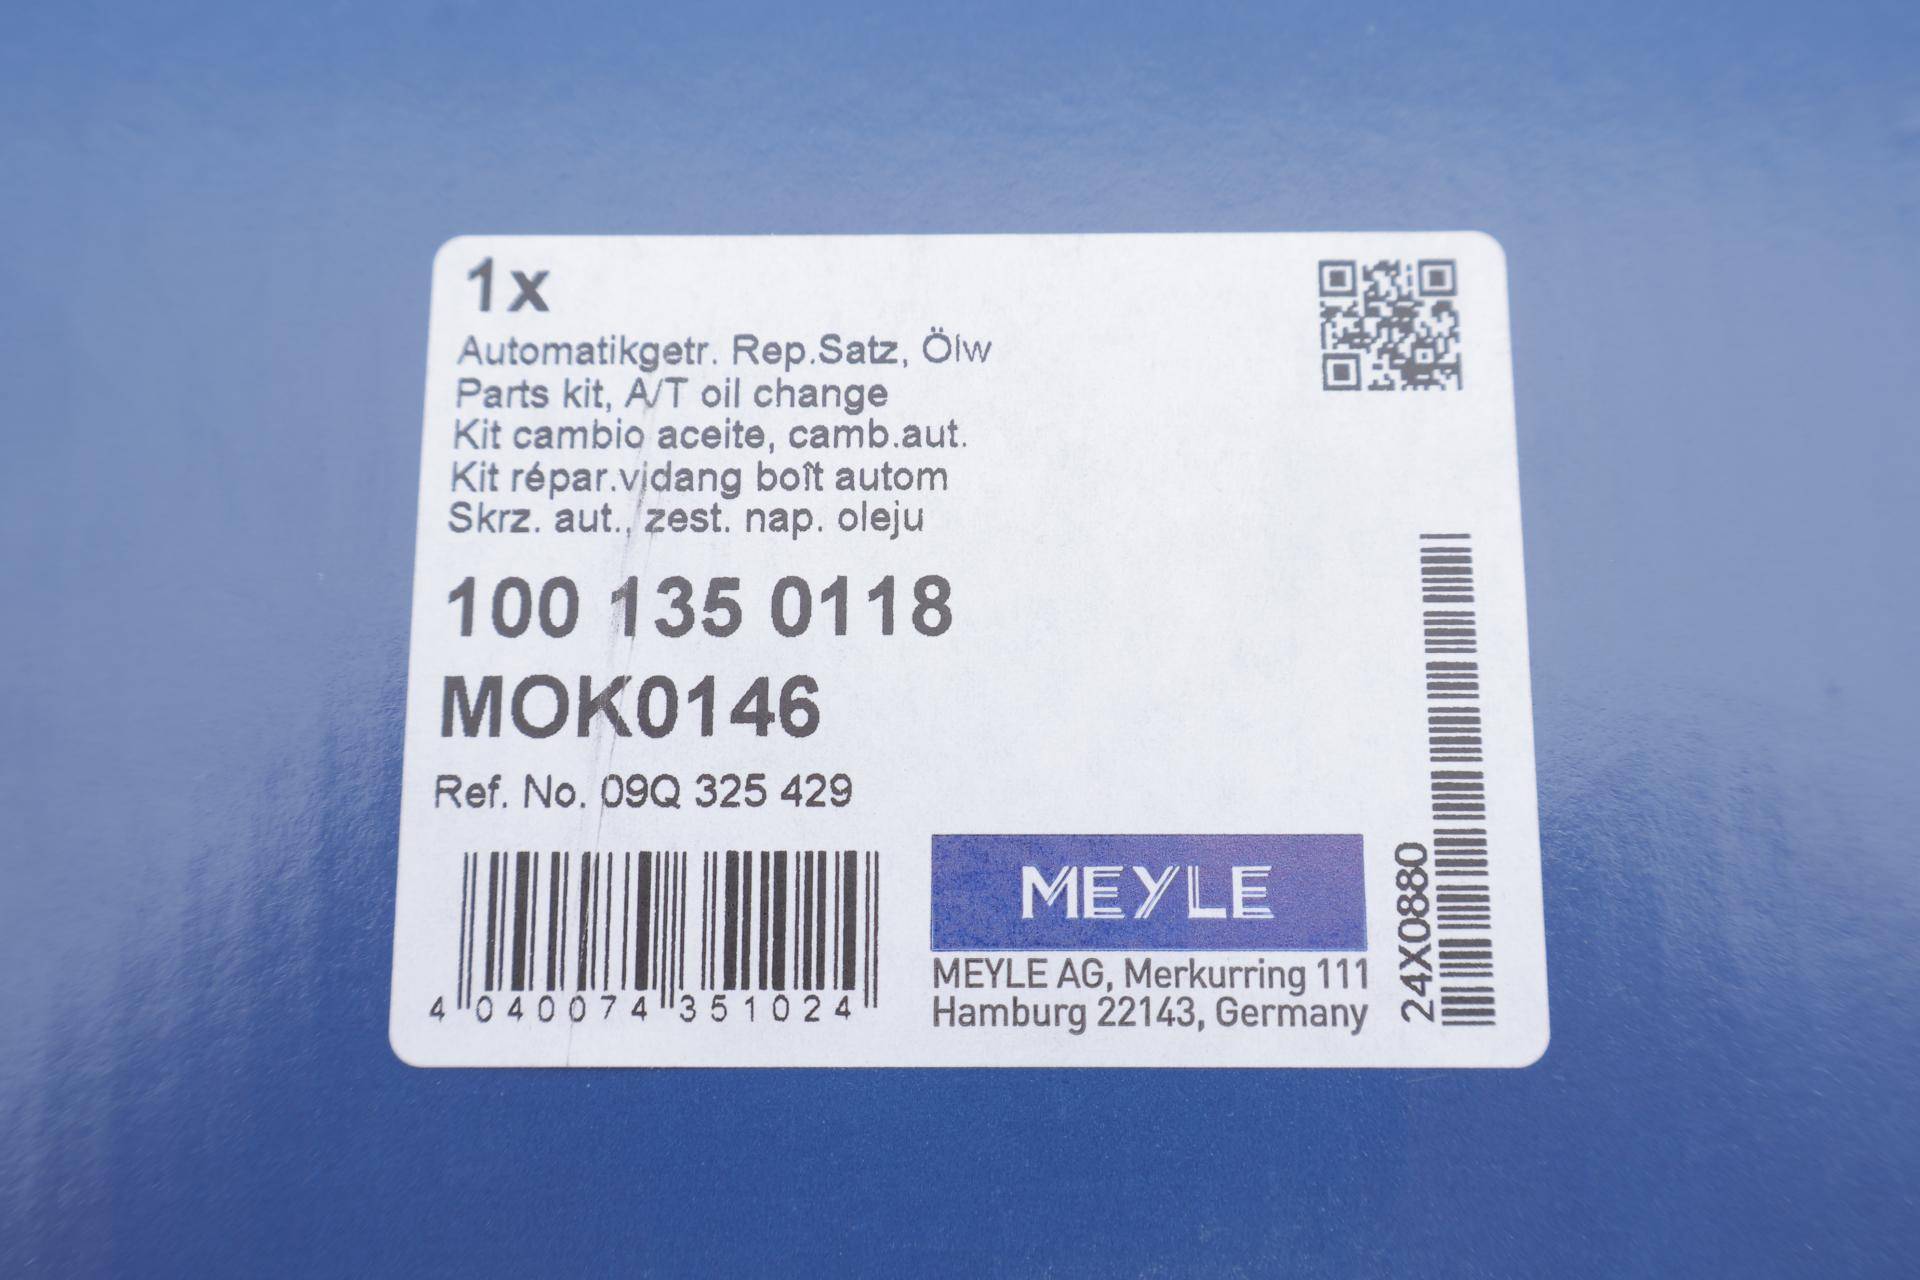 1x
Automatikgetr. Rep.Satz, Ölw
Parts kit, A/T oil change
Kit cambio aceite, camb.aut.
Kit répar.vidang boît autom
Skrz. aut., zest. nap. oleju
100 135 0118
MOK0146
Ref. No. 09Q 325 429
4 040074 351024
MEYLE
MEYLE AG, Merkurring 111
Hamburg 22143, Germany
24X0880